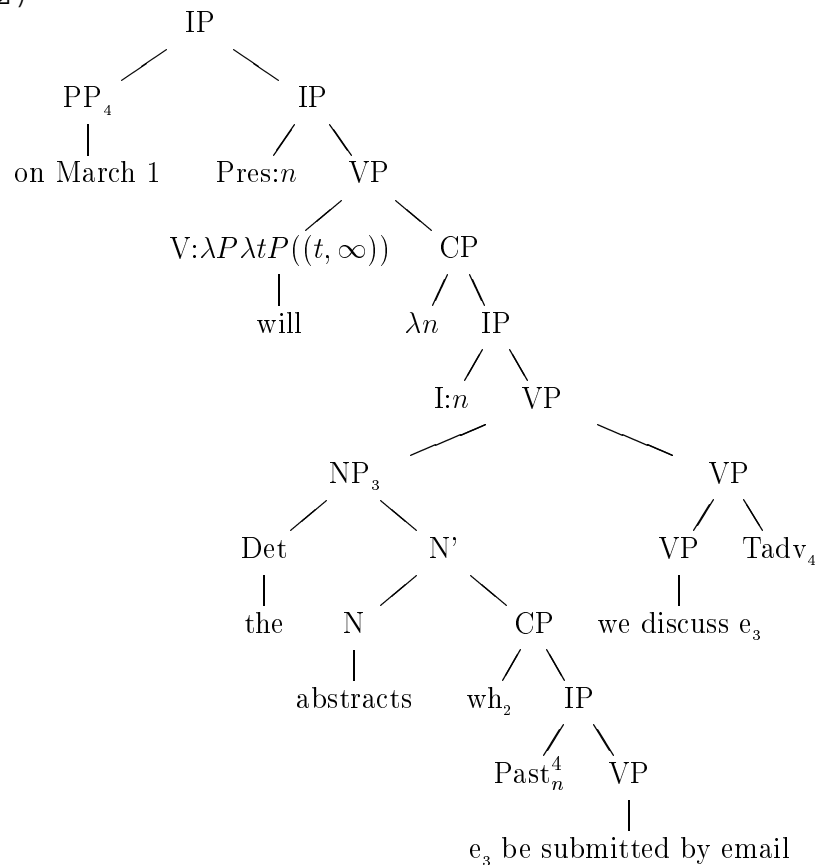 2)
IP
PP₄ IP
on March 1 Pres:n VP
V:λPλtP((t, ∞)) CP
will λn IP
I:n VP
NP₃ VP
Det N' VP Tadv₄
the N CP we discuss e₃
abstracts wh₂ IP
Past⁴ₙ VP
e₃ be submitted by email